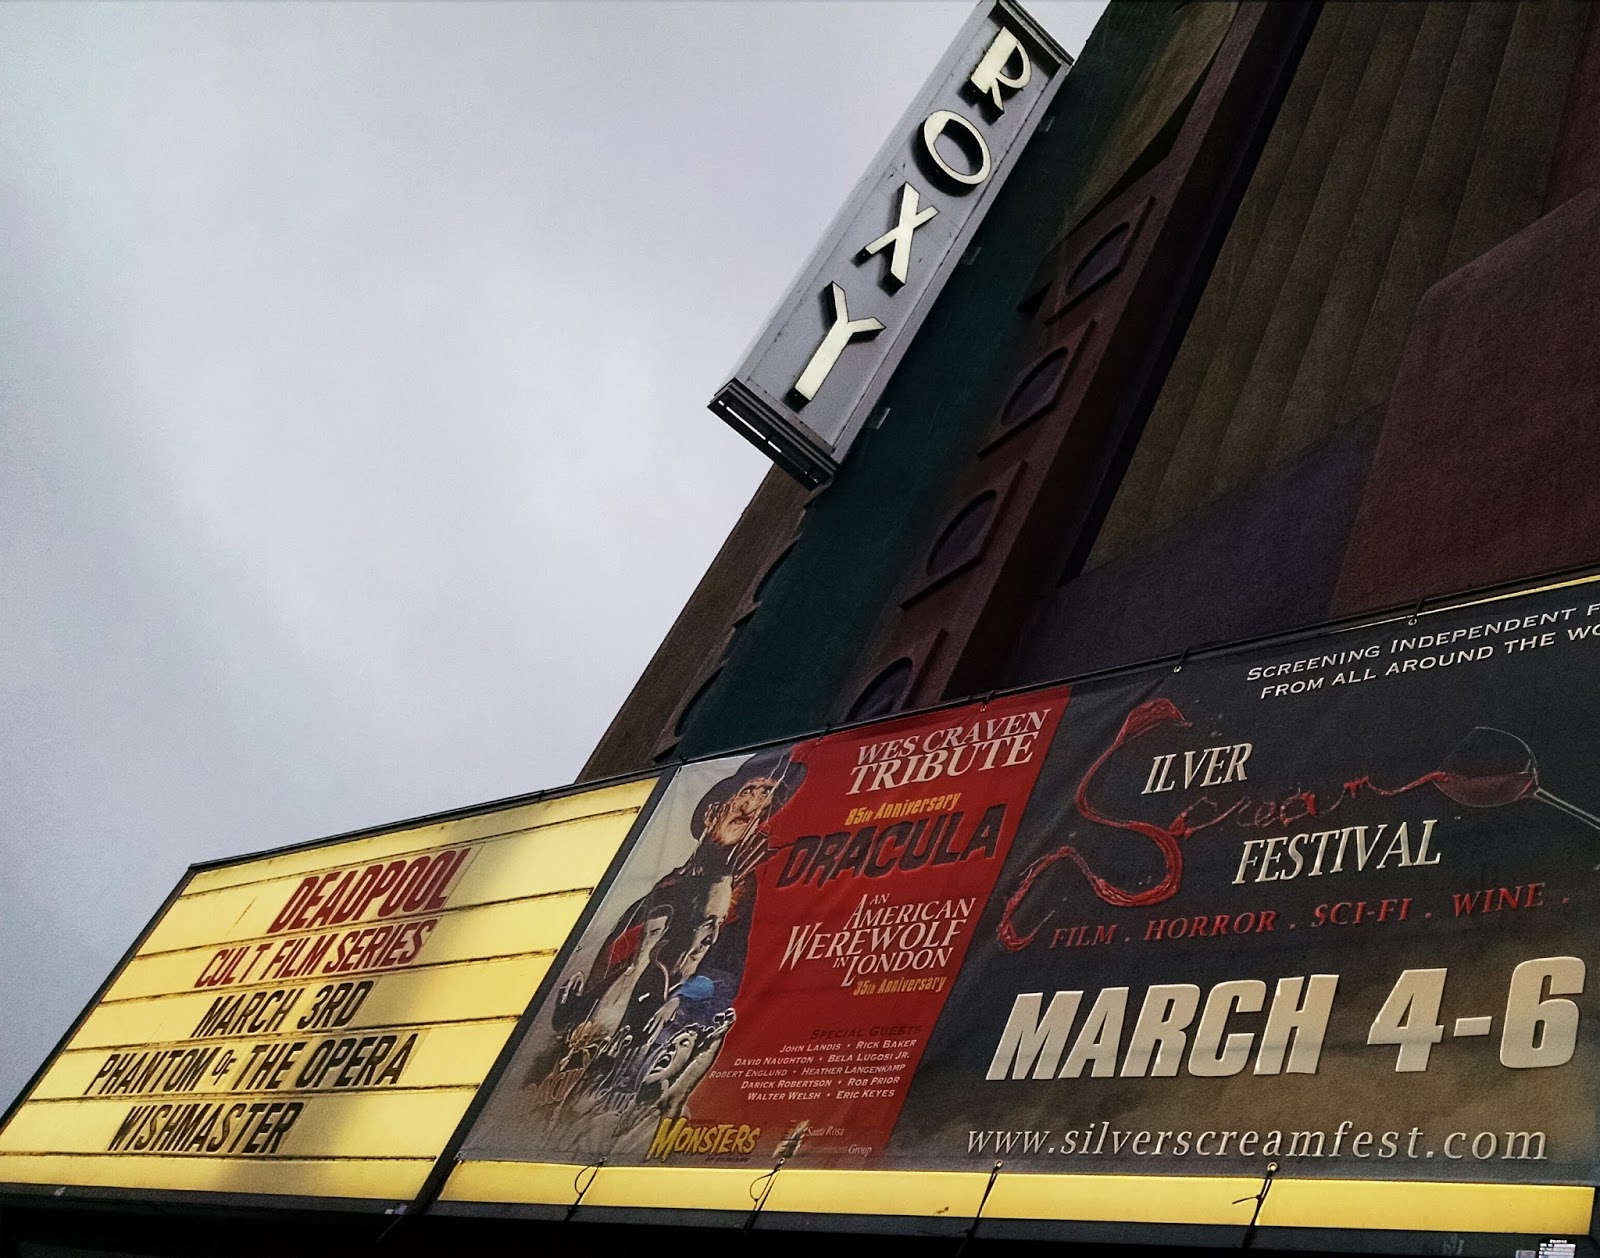 ROXY
DEADPOOL
CULT FILM SERIES
MARCH 3RD
PHANTOM OF THE OPERA
WISHMASTER
WES CRAVEN
TRIBUTE
85th Anniversary
DRACULA
AN
AMERICAN
WEREWOLF
IN LONDON
35th Anniversary
SPECIAL GUESTS
JOHN LANDIS • RICK BAKER
DAVID NAUGHTON • BELA LUGOSI JR.
ROBERT ENGLUND • HEATHER LANGENKAMP
DARICK ROBERTSON • ROB PRIOR
WALTER WELSH • ERIC KEYES
MONSTERS
Santa Rosa
Group
SCREENING INDEPENDENT F
FROM ALL AROUND THE WO
SILVER
Scream
FESTIVAL
FILM . HORROR . SCI-FI . WINE .
MARCH 4-6
www.silverscreamfest.com